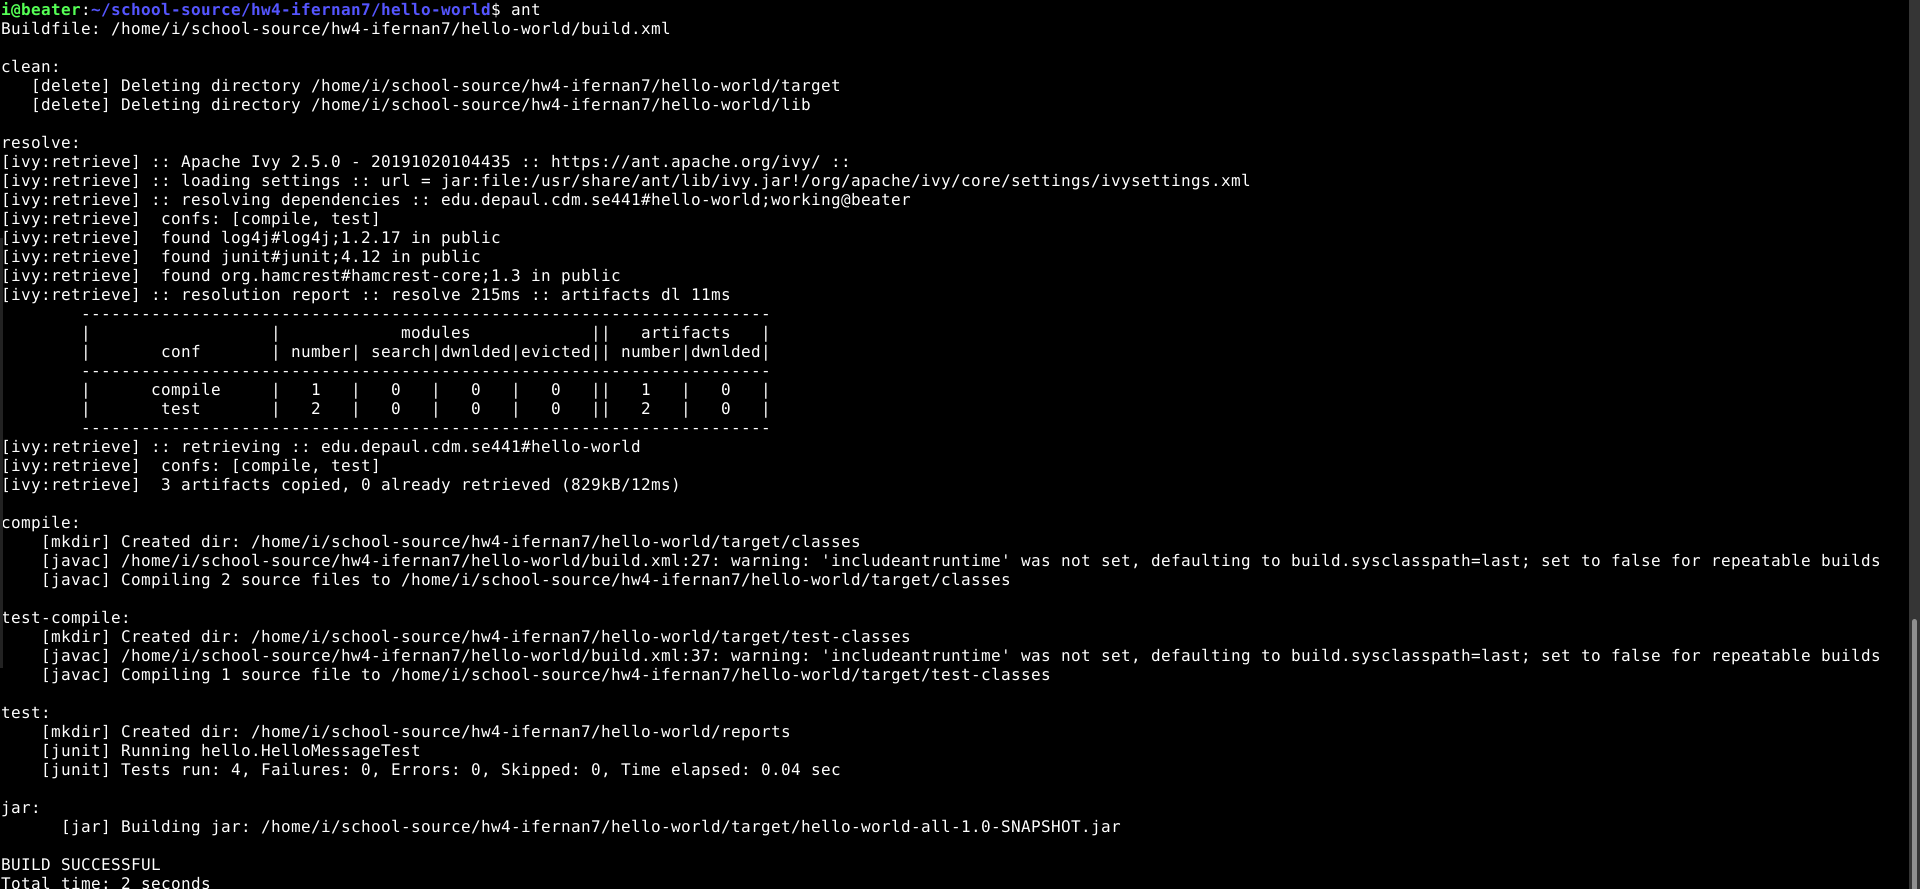 i@beater:~/school-source/hw4-ifernan7/hello-world$ ant
Buildfile: /home/i/school-source/hw4-ifernan7/hello-world/build.xml

clean:
   [delete] Deleting directory /home/i/school-source/hw4-ifernan7/hello-world/target
   [delete] Deleting directory /home/i/school-source/hw4-ifernan7/hello-world/lib

resolve:
[ivy:retrieve] :: Apache Ivy 2.5.0 - 20191020104435 :: https://ant.apache.org/ivy/ ::
[ivy:retrieve] :: loading settings :: url = jar:file:/usr/share/ant/lib/ivy.jar!/org/apache/ivy/core/settings/ivysettings.xml
[ivy:retrieve] :: resolving dependencies :: edu.depaul.cdm.se441#hello-world;working@beater
[ivy:retrieve]  confs: [compile, test]
[ivy:retrieve]  found log4j#log4j;1.2.17 in public
[ivy:retrieve]  found junit#junit;4.12 in public
[ivy:retrieve]  found org.hamcrest#hamcrest-core;1.3 in public
[ivy:retrieve] :: resolution report :: resolve 215ms :: artifacts dl 11ms
        ---------------------------------------------------------------------
        |                  |            modules            ||   artifacts   |
        |       conf       | number| search|dwnlded|evicted|| number|dwnlded|
        ---------------------------------------------------------------------
        |      compile     |   1   |   0   |   0   |   0   ||   1   |   0   |
        |       test       |   2   |   0   |   0   |   0   ||   2   |   0   |
        ---------------------------------------------------------------------
[ivy:retrieve] :: retrieving :: edu.depaul.cdm.se441#hello-world
[ivy:retrieve]  confs: [compile, test]
[ivy:retrieve]  3 artifacts copied, 0 already retrieved (829kB/12ms)

compile:
    [mkdir] Created dir: /home/i/school-source/hw4-ifernan7/hello-world/target/classes
    [javac] /home/i/school-source/hw4-ifernan7/hello-world/build.xml:27: warning: 'includeantruntime' was not set, defaulting to build.sysclasspath=last; set to false for repeatable builds
    [javac] Compiling 2 source files to /home/i/school-source/hw4-ifernan7/hello-world/target/classes

test-compile:
    [mkdir] Created dir: /home/i/school-source/hw4-ifernan7/hello-world/target/test-classes
    [javac] /home/i/school-source/hw4-ifernan7/hello-world/build.xml:37: warning: 'includeantruntime' was not set, defaulting to build.sysclasspath=last; set to false for repeatable builds
    [javac] Compiling 1 source file to /home/i/school-source/hw4-ifernan7/hello-world/target/test-classes

test:
    [mkdir] Created dir: /home/i/school-source/hw4-ifernan7/hello-world/reports
    [junit] Running hello.HelloMessageTest
    [junit] Tests run: 4, Failures: 0, Errors: 0, Skipped: 0, Time elapsed: 0.04 sec

jar:
      [jar] Building jar: /home/i/school-source/hw4-ifernan7/hello-world/target/hello-world-all-1.0-SNAPSHOT.jar

BUILD SUCCESSFUL
Total time: 2 seconds